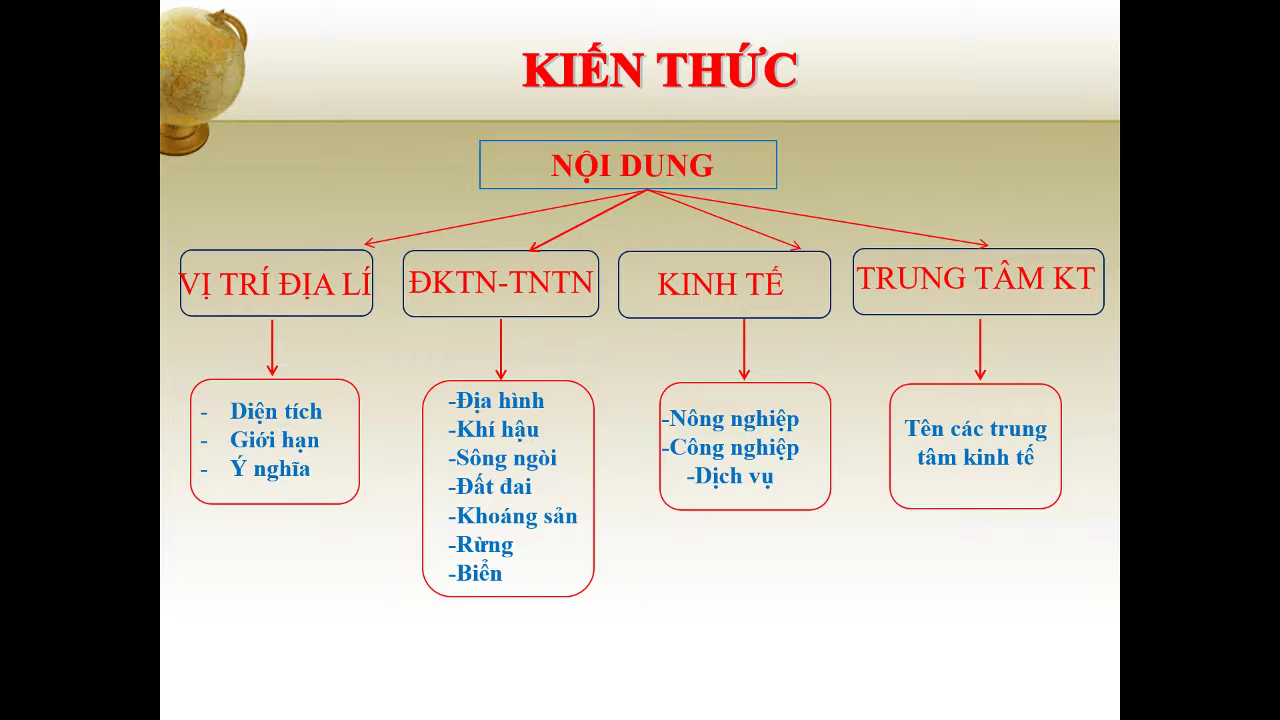 KIẾN THỨC
NỘI DUNG
VỊ TRÍ ĐỊA LÍ
ĐKTN-TNTN
KINH TẾ
TRUNG TÂM KT
- Diện tích
- Giới hạn
- Ý nghĩa
-Địa hình
-Khí hậu
-Sông ngòi
-Đất đai
-Khoáng sản
-Rừng
-Biển
-Nông nghiệp
-Công nghiệp
-Dịch vụ
Tên các trung
tâm kinh tế